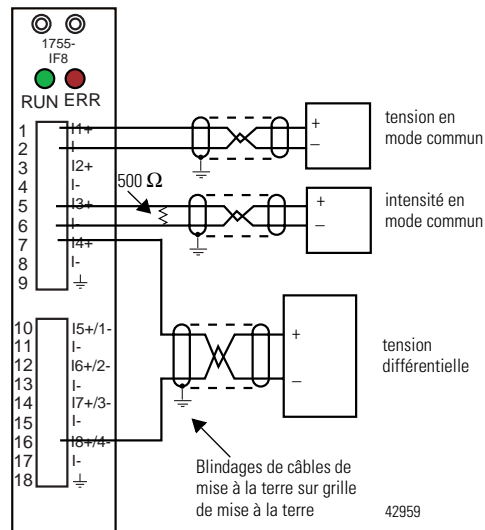 1755-
IF8
RUN ERR
1 I1+
2 I-
3 I2+
4 I-
5 I3+
6 I-
7 I4+
8 I-
9
10 I5+/1-
11 I-
12 I6+/2-
13 I-
14 I7+/3-
15 I-
16 I8+/4-
17 I-
18
500 Ω
+
–
tension en
mode commun
+
–
intensité en
mode commun
+
–
tension
différentielle
Blindages de câbles de
mise à la terre sur grille
de mise à la terre
42959